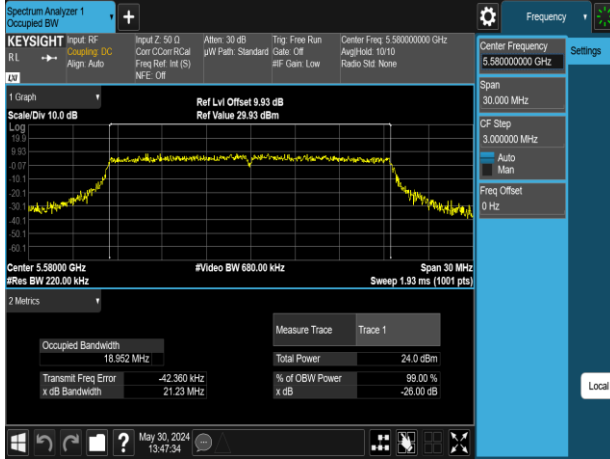 Spectrum Analyzer 1
Occupied BW
Frequency
KEYSIGHT
RL
LXI
Input: RF
Coupling: DC
Align: Auto
Input Z: 50 Ω
Corr CCorr RCal
Freq Ref: Int (S)
NFE: Off
Atten: 30 dB
µW Path: Standard
Trig: Free Run
Gate: Off
#IF Gain: Low
Center Freq: 5.580000000 GHz
Avg|Hold: 10/10
Radio Std: None
Center Frequency
5.580000000 GHz
Settings
Span
30.000 MHz
CF Step
3.000000 MHz
Auto
Man
Freq Offset
0 Hz
Local
1 Graph
Scale/Div 10.0 dB
Ref Lvl Offset 9.93 dB
Ref Value 29.93 dBm
Log
19.9
9.93
-0.07
-10.1
-20.1
-30.1
-40.1
-50.1
-60.1
Center 5.58000 GHz
#Video BW 680.00 kHz
Span 30 MHz
#Res BW 220.00 kHz
Sweep 1.93 ms (1001 pts)
2 Metrics
Measure Trace
Trace 1
Occupied Bandwidth
18.952 MHz
Total Power
24.0 dBm
Transmit Freq Error
-42.360 kHz
% of OBW Power
99.00 %
x dB Bandwidth
21.23 MHz
x dB
-26.00 dB
?
May 30, 2024
13:47:34